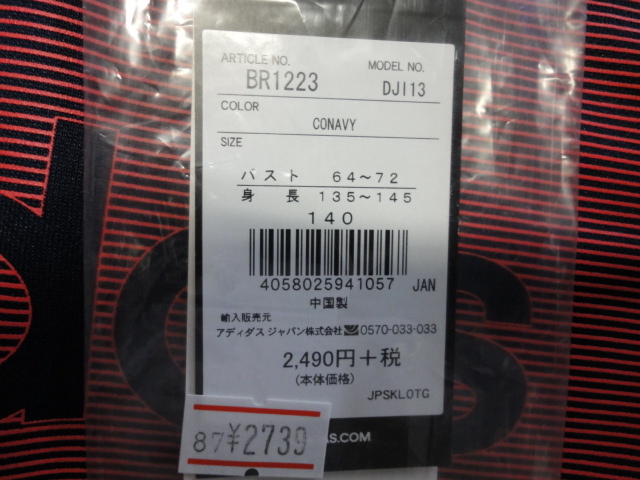 ARTICLE NO. MODEL NO.
BR1223 DJI13
COLOR
CONAVY
SIZE
バスト 64〜72
身長 135〜145
140
4058025941057 JAN
中国製
輸入販売元
アディダス ジャパン株式会社 0570-033-033
2,490円+税
(本体価格)
JPSKLOTG
87¥2739
AS.COM